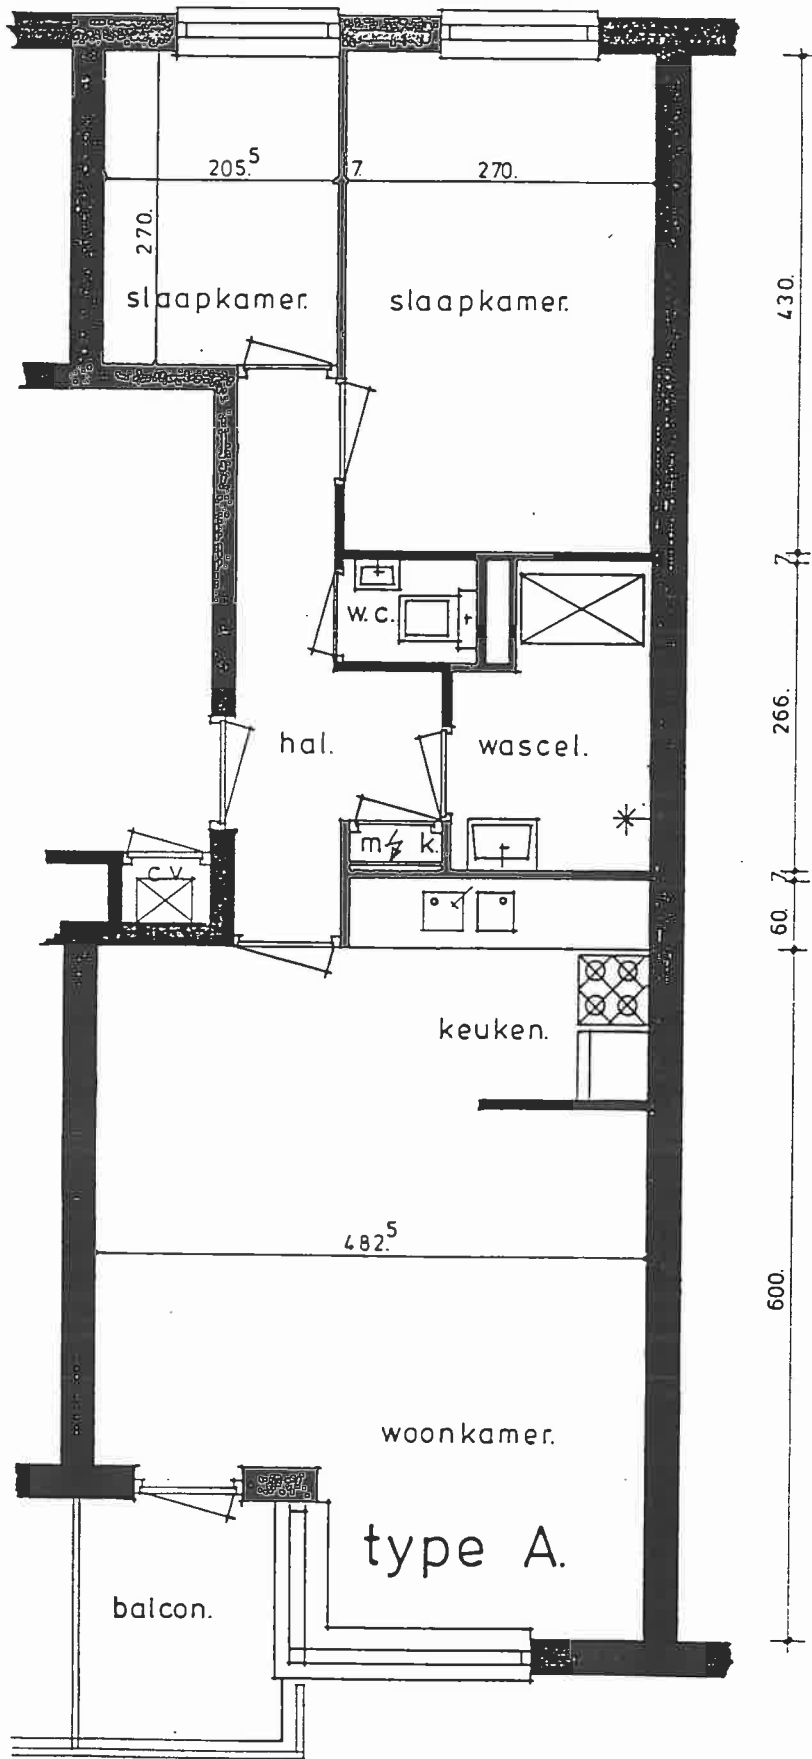 205.5
7.
270.
270.
slaapkamer.
slaapkamer.
430.
7
w.c.
hal.
wascel.
266.
m k.
c.v.
7
60.
keuken.
482.5
600.
woonkamer.
type A.
balcon.